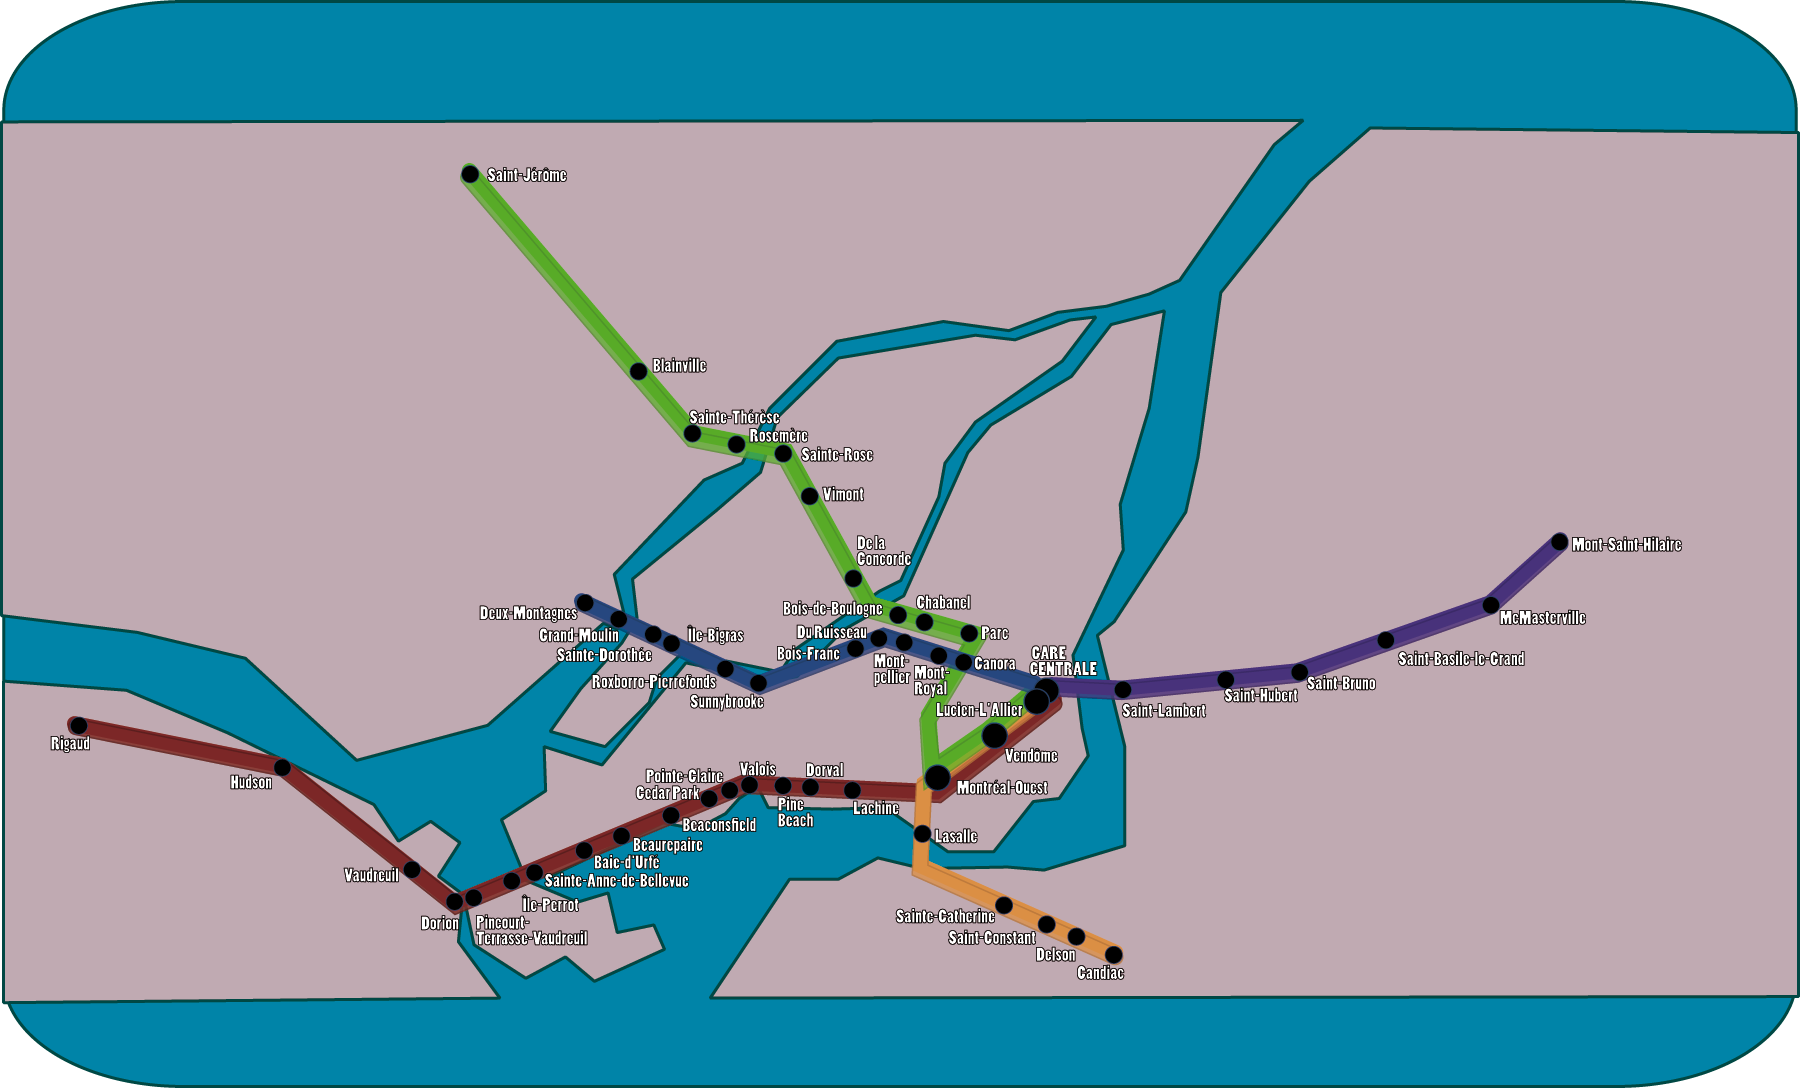 Saint-Jérôme
Blainville
Sainte-Thérèse
Rosemère
Sainte-Rose
Vimont
De la
Concorde
Mont-Saint-Hilaire
Deux-Montagnes
Grand-Moulin
Sainte-Dorothée
Île-Bigras
Roxborro-Pierrefonds
Sunnybrooke
Bois-de-Boulogne
Chabanel
Du Ruisseau
Parc
Bois-Franc
Mont-
pellier
Mont-
Royal
Canora
GARE
CENTRALE
McMasterville
Saint-Basile-le-Grand
Saint-Bruno
Saint-Hubert
Saint-Lambert
Lucien-L'Allier
Vendôme
Montréal-Ouest
Rigaud
Hudson
Vaudreuil
Dorion
Pincourt-
Terrasse-Vaudreuil
Île-Perrot
Sainte-Anne-de-Bellevue
Baie-d'Urfe
Beaurepaire
Beaconsfield
Cedar Park
Pointe-Claire
Valois
Pine
Beach
Dorval
Lachine
Lasalle
Sainte-Catherine
Saint-Constant
Delson
Candiac